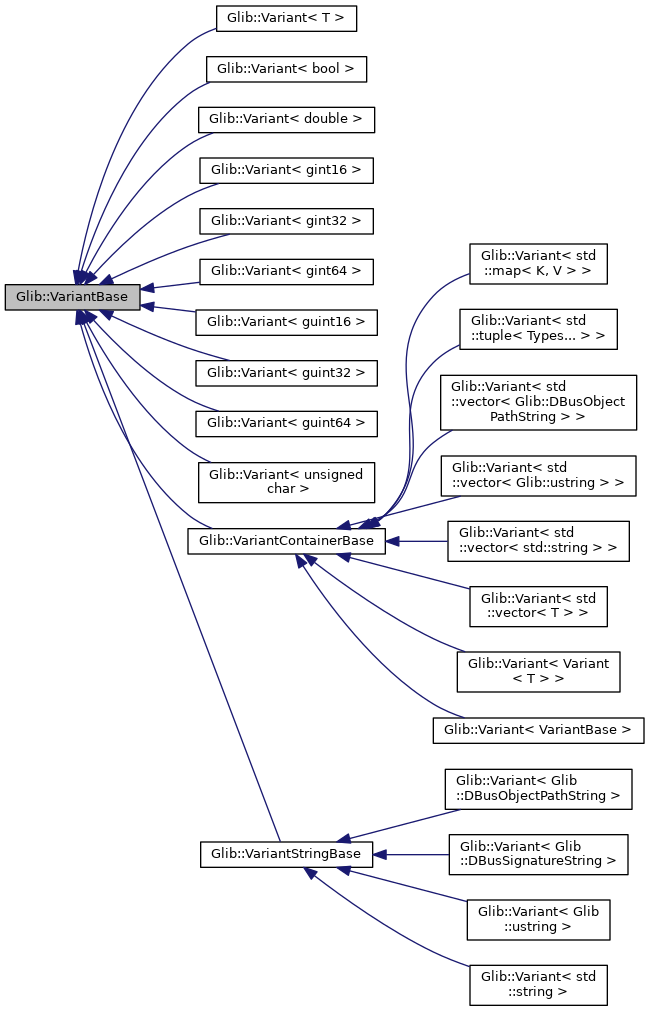 Glib::Variant< T >
Glib::Variant< bool >
Glib::Variant< double >
Glib::Variant< gint16 >
Glib::Variant< gint32 >
Glib::Variant< gint64 >
Glib::VariantBase
Glib::Variant< guint16 >
Glib::Variant< guint32 >
Glib::Variant< guint64 >
Glib::Variant< unsigned
char >
Glib::VariantContainerBase
Glib::Variant< std
::map< K, V > >
Glib::Variant< std
::tuple< Types... > >
Glib::Variant< std
::vector< Glib::DBusObject
PathString > >
Glib::Variant< std
::vector< Glib::ustring > >
Glib::Variant< std
::vector< std::string > >
Glib::Variant< std
::vector< T > >
Glib::Variant< Variant
< T > >
Glib::Variant< VariantBase >
Glib::VariantStringBase
Glib::Variant< Glib
::DBusObjectPathString >
Glib::Variant< Glib
::DBusSignatureString >
Glib::Variant< Glib
::ustring >
Glib::Variant< std
::string >